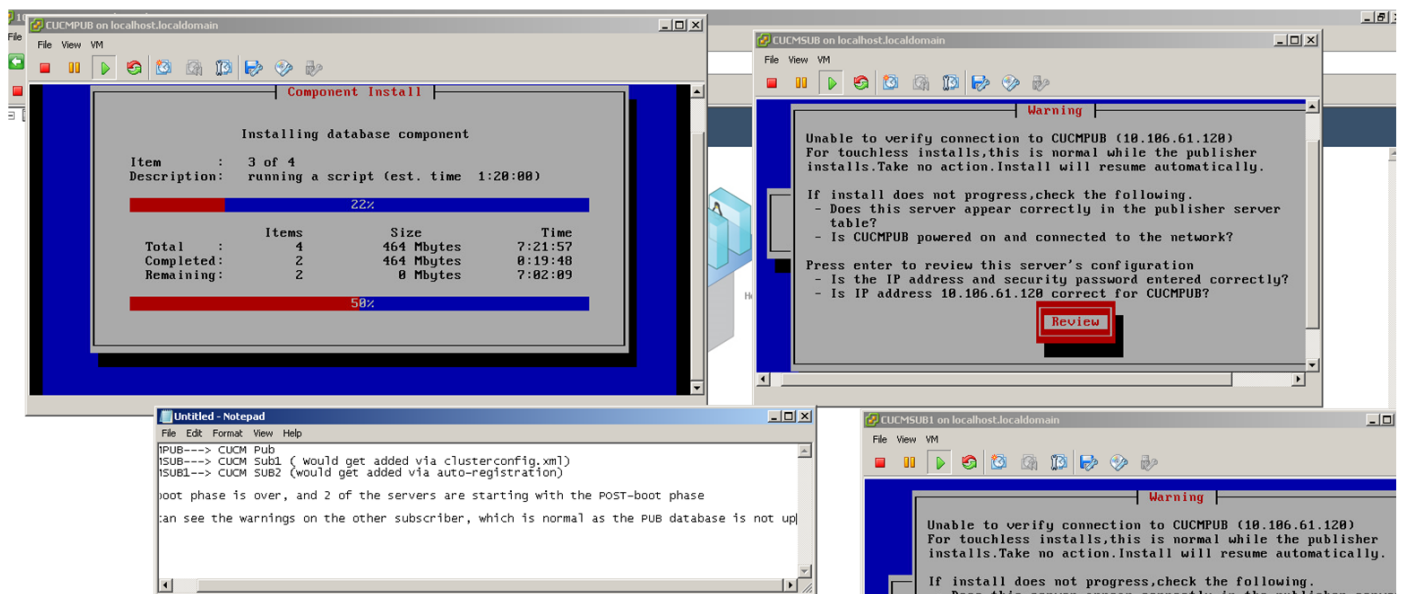 CUCMPUB on localhost.localdomain
File View VM
Component Install
Installing database component
Item : 3 of 4
Description: running a script (est. time 1:20:00)
22%
Items Size Time
Total : 4 464 Mbytes 7:21:57
Completed: 2 464 Mbytes 0:19:48
Remaining: 2 0 Mbytes 7:02:09
50%
CUCMSUB on localhost.localdomain
File View VM
Warning
Unable to verify connection to CUCMPUB (10.106.61.120)
For touchless installs,this is normal while the publisher
installs.Take no action.Install will resume automatically.
If install does not progress,check the following.
- Does this server appear correctly in the publisher server
table?
- Is CUCMPUB powered on and connected to the network?
Press enter to review this server's configuration
- Is the IP address and security password entered correctly?
- Is IP address 10.106.61.120 correct for CUCMPUB?
Review
Untitled - Notepad
File Edit Format View Help
MPUB---> CUCM Pub
MSUB---> CUCM Sub1 ( would get added via clusterconfig.xml)
MSUB1--> CUCM SUB2 (would get added via auto-registration)
boot phase is over, and 2 of the servers are starting with the POST-boot phase
can see the warnings on the other subscriber, which is normal as the PUB database is not up
CUCMSUB1 on localhost.localdomain
File View VM
Warning
Unable to verify connection to CUCMPUB (10.106.61.120)
For touchless installs,this is normal while the publisher
installs.Take no action.Install will resume automatically.
If install does not progress,check the following.